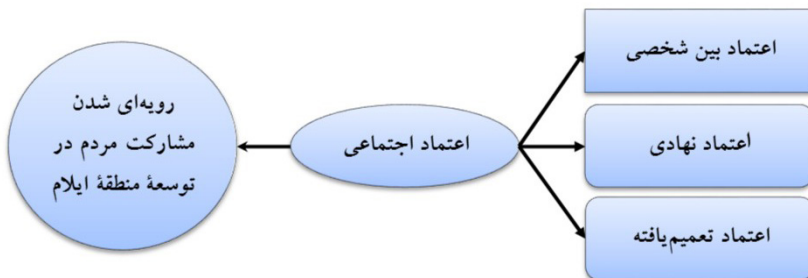 اعتماد بین شخصی
اعتماد نهادی
اعتماد تعمیم‌یافته
اعتماد اجتماعی
رویه‌ای شدن
مشارکت مردم در
توسعهٔ منطقهٔ ایلام